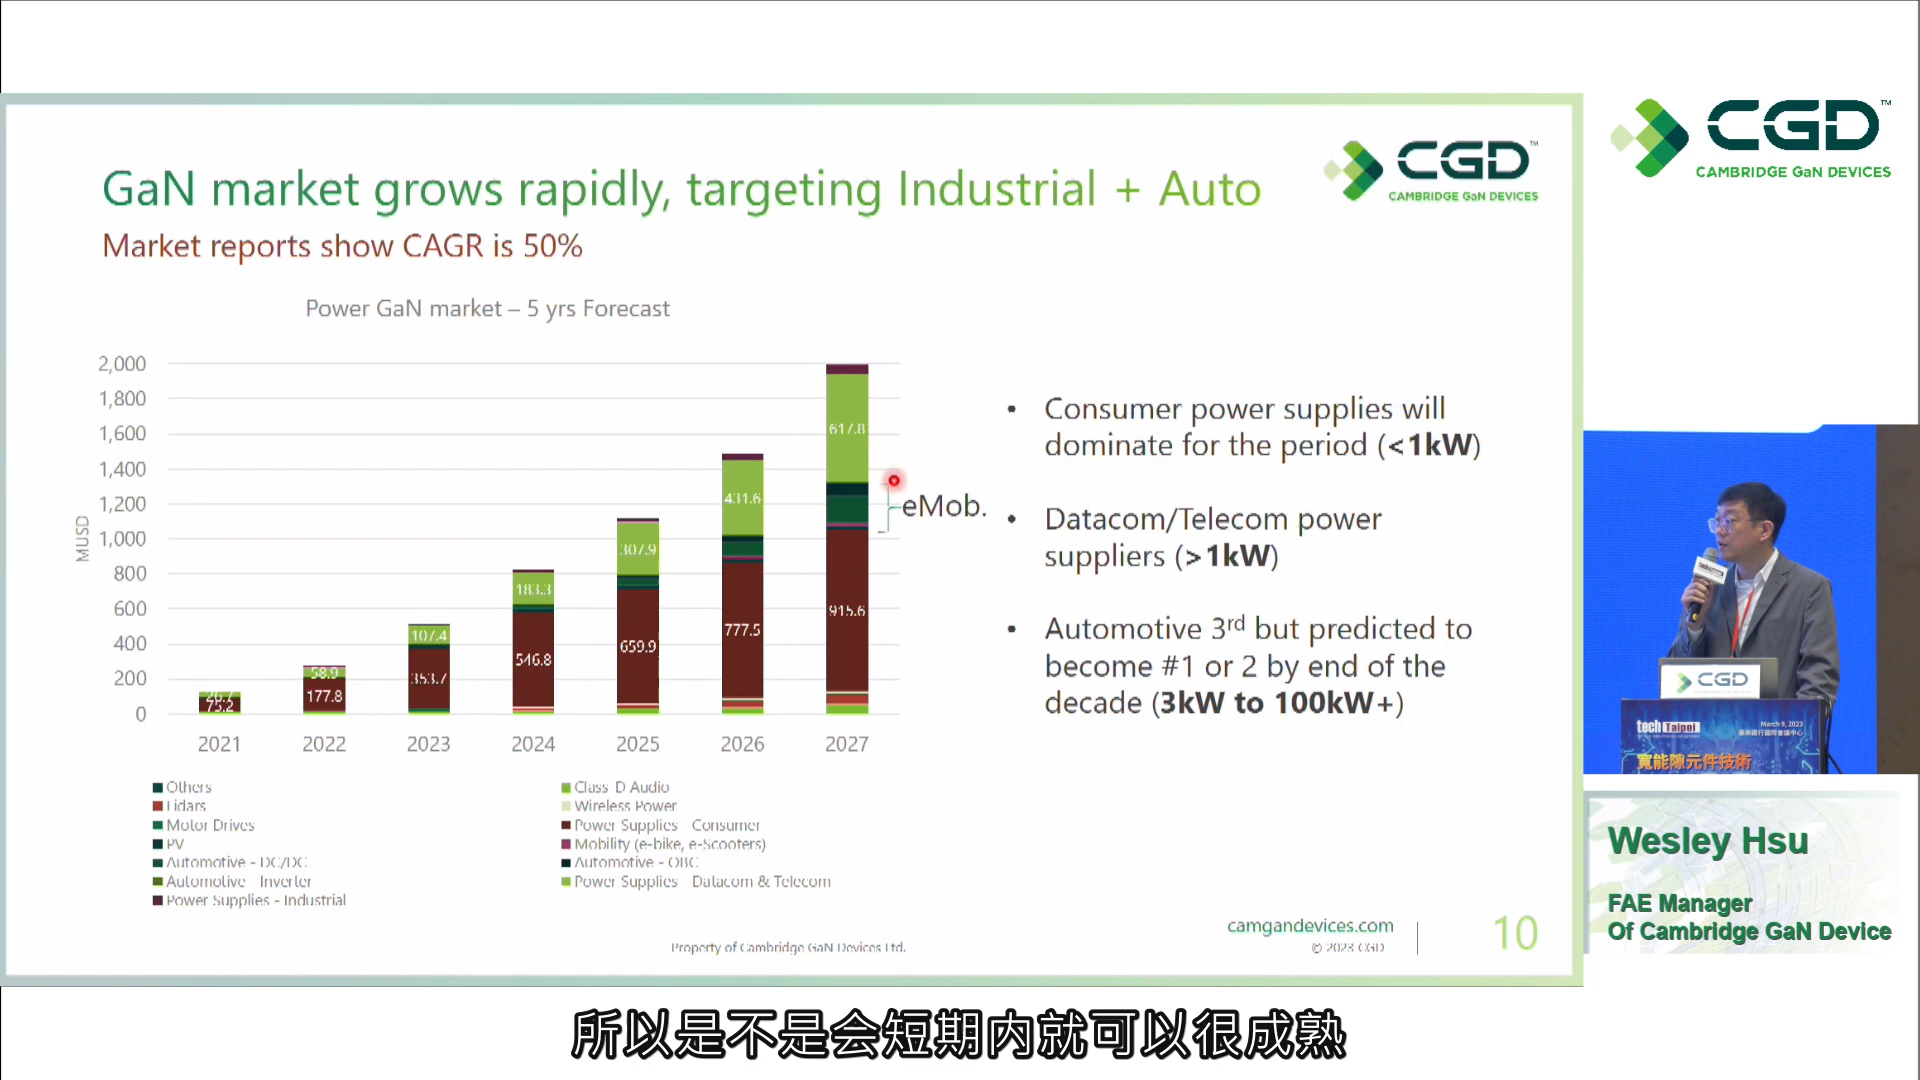 CGD™
CAMBRIDGE GaN DEVICES
GaN market grows rapidly, targeting Industrial + Auto
CGD™
CAMBRIDGE GaN DEVICES
Market reports show CAGR is 50%
Power GaN market – 5 yrs Forecast
MUSD
2,000
1,800
1,600
1,400
1,200
1,000
800
600
400
200
0
26.7
75.2
58.9
177.8
107.4
353.7
183.3
546.8
307.9
659.9
431.6
777.5
617.8
915.6
eMob.
2021
2022
2023
2024
2025
2026
2027
Others
Lidars
Motor Drives
PV
Automotive - DC/DC
Automotive - Inverter
Power Supplies - Industrial
Class D Audio
Wireless Power
Power Supplies - Consumer
Mobility (e-bike, e-Scooters)
Automotive - OBC
Power Supplies - Datacom & Telecom
• Consumer power supplies will
dominate for the period (<1kW)
• Datacom/Telecom power
suppliers (>1kW)
• Automotive 3rd but predicted to
become #1 or 2 by end of the
decade (3kW to 100kW+)
Property of Cambridge GaN Devices Ltd.
camgandevices.com
© 2023 CGD
10
CGD
tech Taipei
March 9, 2023
寬能隙元件技術
Wesley Hsu
FAE Manager
Of Cambridge GaN Device
所以是不是會短期內就可以很成熟